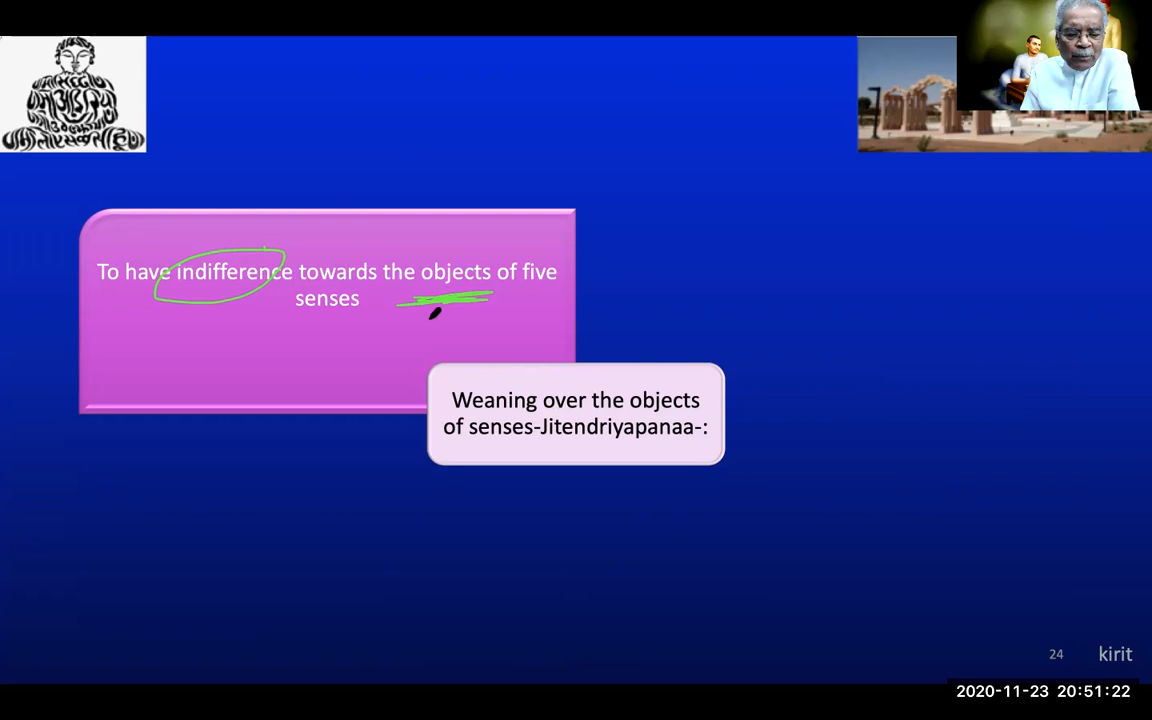 To have indifference towards the objects of five
senses
Weaning over the objects
of senses-Jitendriyapanaa-:
24
kirit
2020-11-23 20:51:22